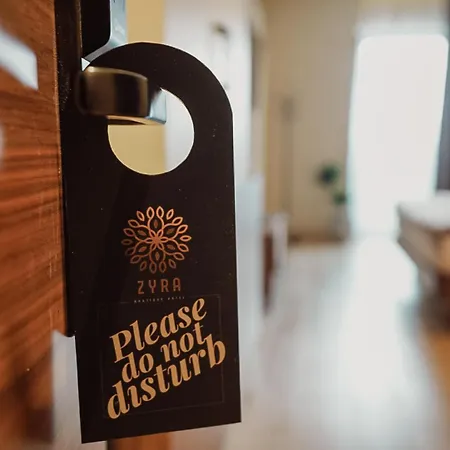 ZYRA
BOUTIQUE HOTEL
Please
do not
disturb